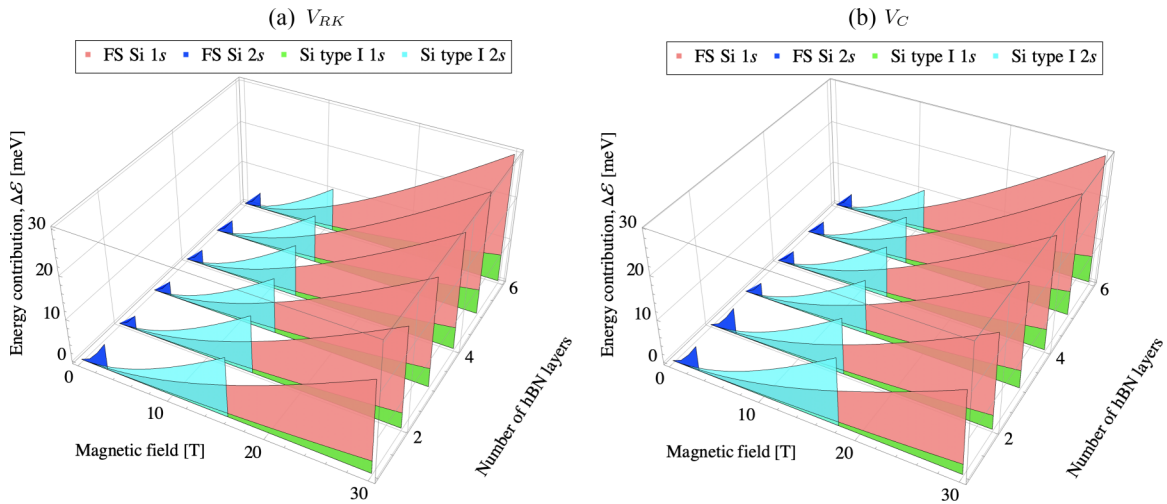 (a) V_{RK}
FS Si 1s FS Si 2s Si type I 1s Si type I 2s
Energy contribution, Δℰ [meV]
30
20
10
0
0
10
20
30
Magnetic field [T]
2
4
6
Number of hBN layers
(b) V_C
FS Si 1s FS Si 2s Si type I 1s Si type I 2s
Energy contribution, Δℰ [meV]
30
20
10
0
0
10
20
30
Magnetic field [T]
2
4
6
Number of hBN layers